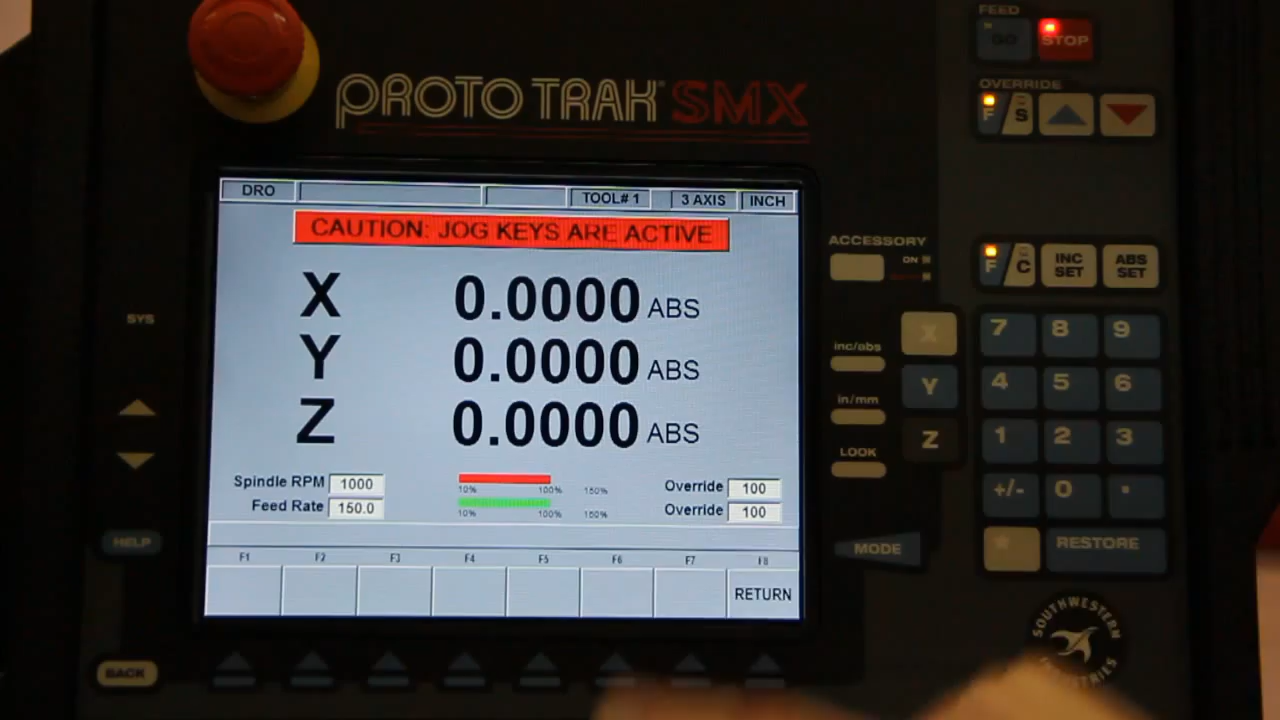 FEED
GO STOP
PROTO TRAK SMX
OVERRIDE
F S
DRO TOOL# 1 3 AXIS INCH
CAUTION: JOG KEYS ARE ACTIVE
ACCESSORY
ON
F C INC SET ABS SET
X 0.0000 ABS
Y 0.0000 ABS
Z 0.0000 ABS
SYS
inc/abs
in/mm
LOOK
X
Y
Z
7 8 9
4 5 6
1 2 3
+/- 0 .
Spindle RPM 1000 10% 100% 150% Override 100
Feed Rate 150.0 10% 100% 150% Override 100
HELP
MODE
RESTORE
F1 F2 F3 F4 F5 F6 F7 F8
RETURN
BACK
SOUTHWESTERN